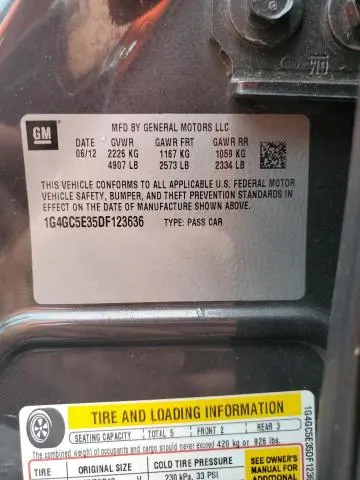 GM
MFD BY GENERAL MOTORS LLC
DATE GVWR GAWR FRT GAWR RR
06/12 2226 KG 1167 KG 1059 KG
4907 LB 2573 LB 2334 LB
THIS VEHICLE CONFORMS TO ALL APPLICABLE U.S. FEDERAL MOTOR
VEHICLE SAFETY, BUMPER, AND THEFT PREVENTION STANDARDS IN
EFFECT ON THE DATE OF MANUFACTURE SHOWN ABOVE.
1G4GC5E35DF123636 TYPE: PASS CAR
TIRE AND LOADING INFORMATION
SEATING CAPACITY TOTAL 5 FRONT 2 REAR 3
The combined weight of occupants and cargo should never exceed 420 kg or 926 lbs.
TIRE COLD TIRE PRESSURE
230 kPa, 33 PSI
SEE OWNER'S
MANUAL FOR
ADDITIONAL
1G4GC5E35DF1236